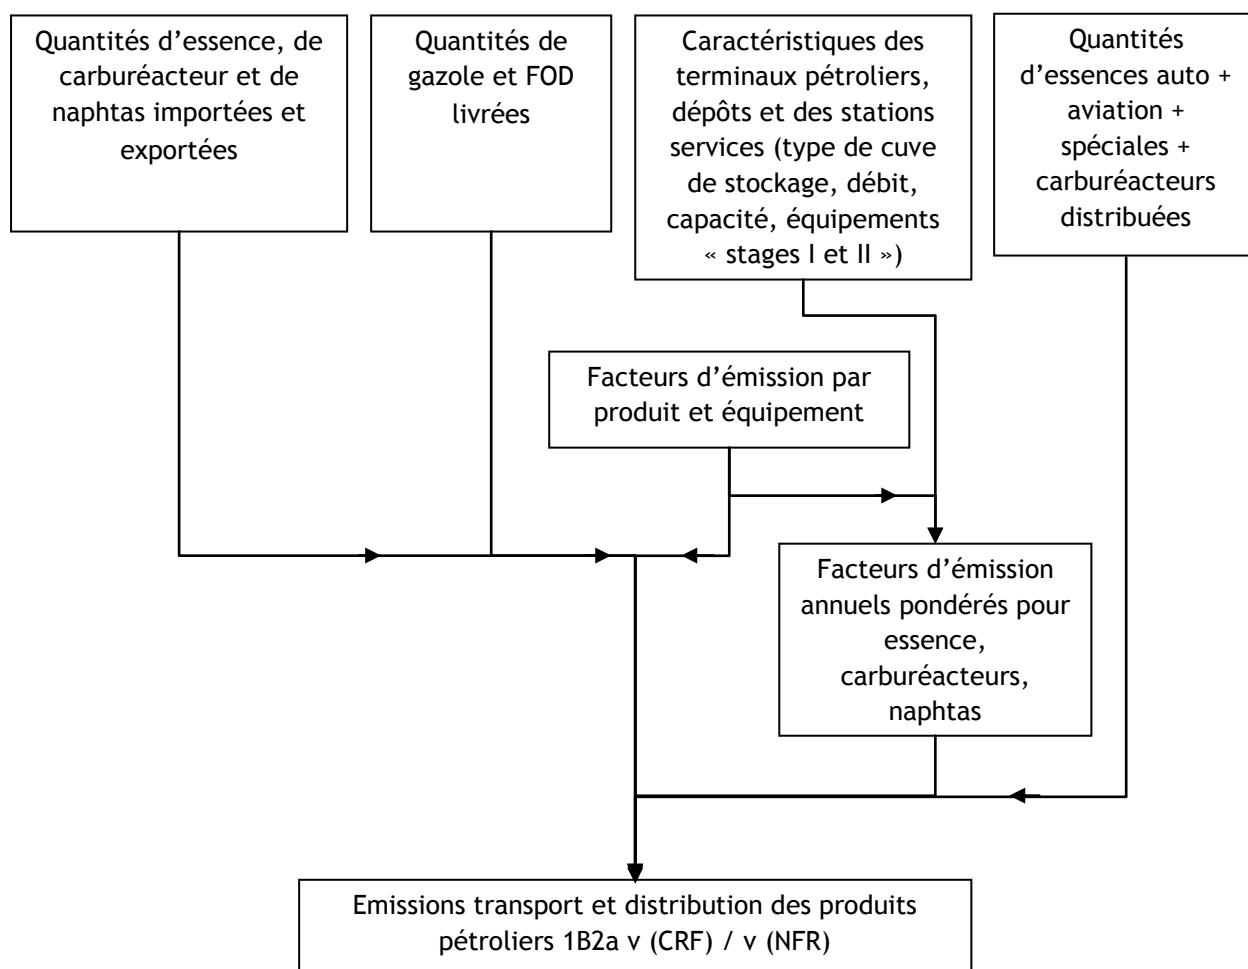 Quantités d’essence, de
carburéacteur et de
naphtas importées et
exportées
Quantités de
gazole et FOD
livrées
Caractéristiques des
terminaux pétroliers,
dépôts et des stations
services (type de cuve
de stockage, débit,
capacité, équipements
« stages I et II »)
Quantités
d’essences auto +
aviation +
spéciales +
carburéacteurs
distribuées
Facteurs d’émission par
produit et équipement
Facteurs d’émission
annuels pondérés pour
essence,
carburéacteurs,
naphtas
Emissions transport et distribution des produits
pétroliers 1B2a v (CRF) / v (NFR)